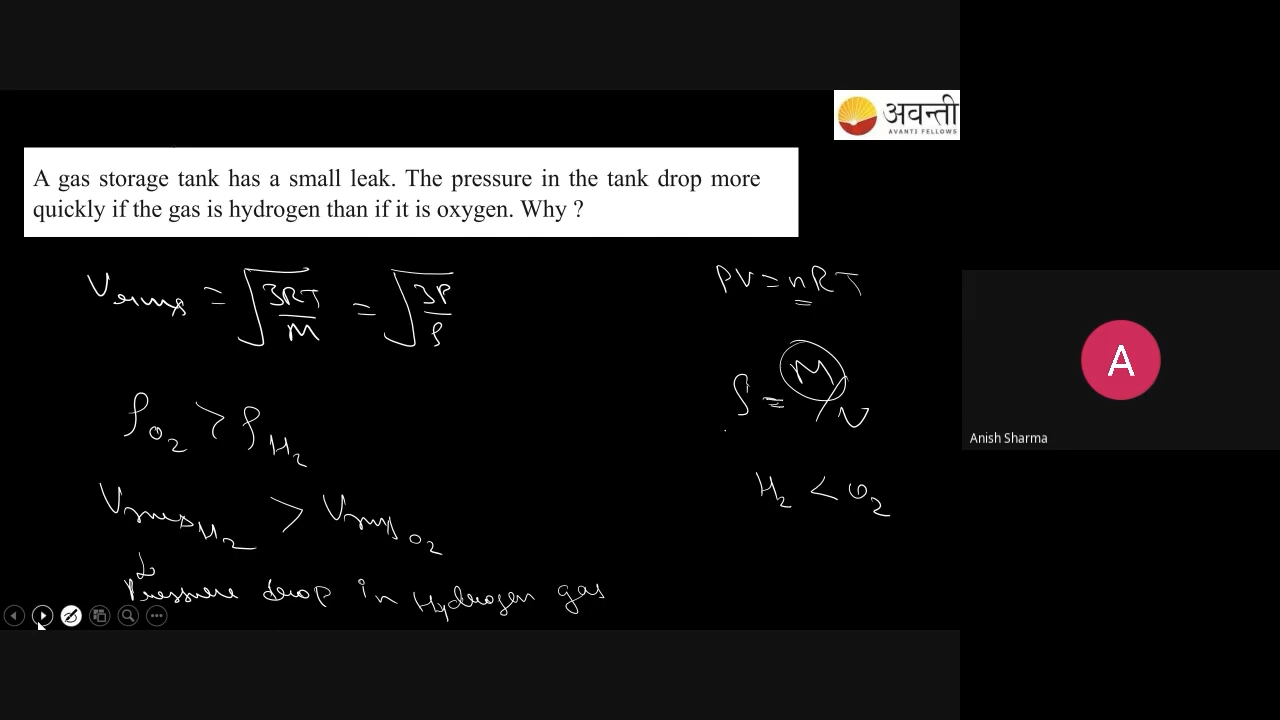 अवन्ती
AVANTI FELLOWS
A gas storage tank has a small leak. The pressure in the tank drop more
quickly if the gas is hydrogen than if it is oxygen. Why ?
Vrms = √(3RT/M) = √(3P/ρ)
PV = nRT
ρ = M/V
ρO₂ > ρH₂
H₂ < O₂
VrmsH₂ > VrmsO₂
Pressure drop in Hydrogen gas
A
Anish Sharma